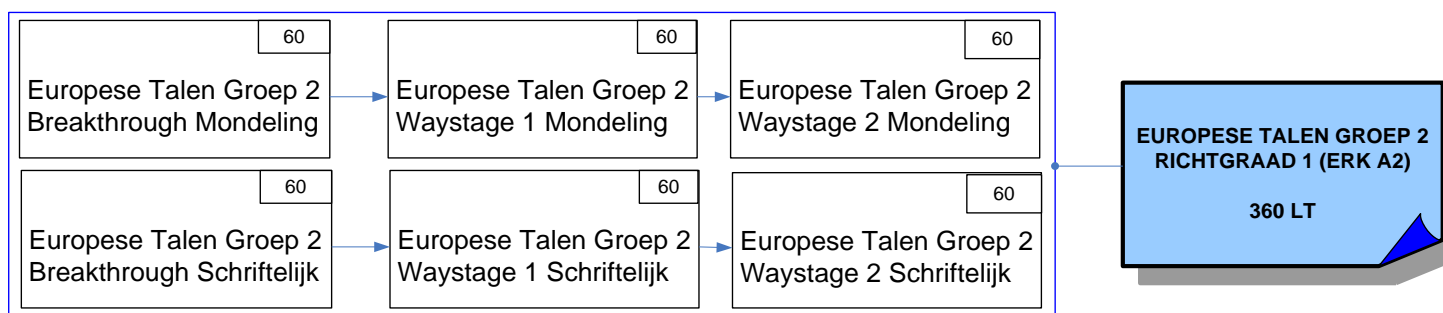 60
Europese Talen Groep 2
Breakthrough Mondeling
60
Europese Talen Groep 2
Waystage 1 Mondeling
60
Europese Talen Groep 2
Waystage 2 Mondeling
60
Europese Talen Groep 2
Breakthrough Schriftelijk
60
Europese Talen Groep 2
Waystage 1 Schriftelijk
60
Europese Talen Groep 2
Waystage 2 Schriftelijk
EUROPESE TALEN GROEP 2
RICHTGRAAD 1 (ERK A2)
360 LT